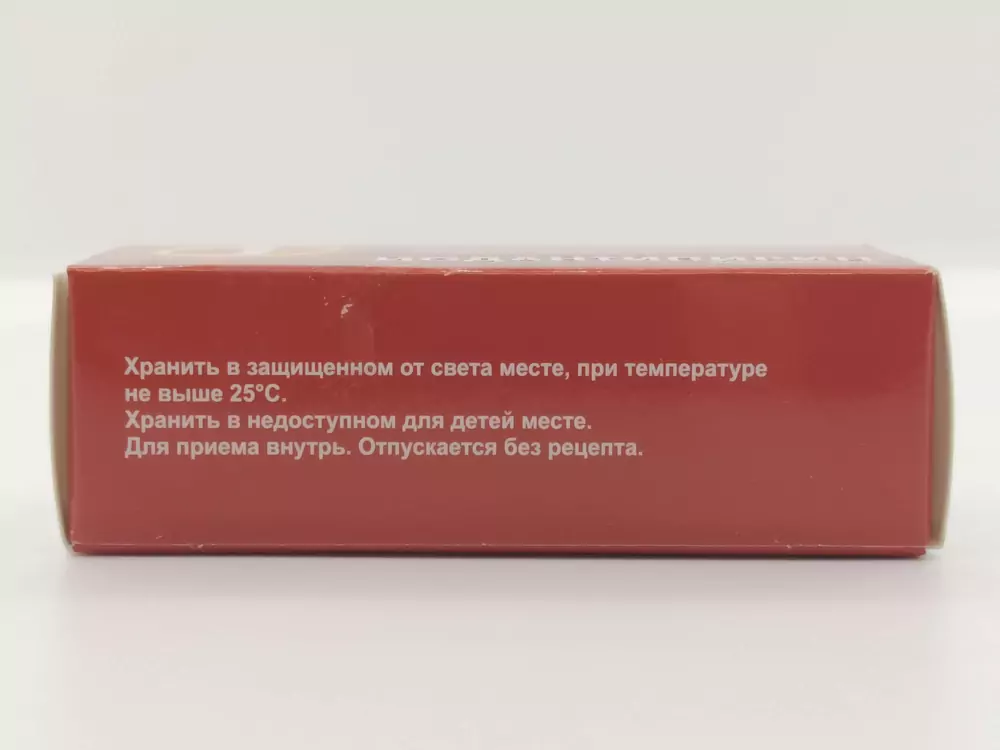 Хранить в защищенном от света месте, при температуре
не выше 25°С.
Хранить в недоступном для детей месте.
Для приема внутрь. Отпускается без рецепта.